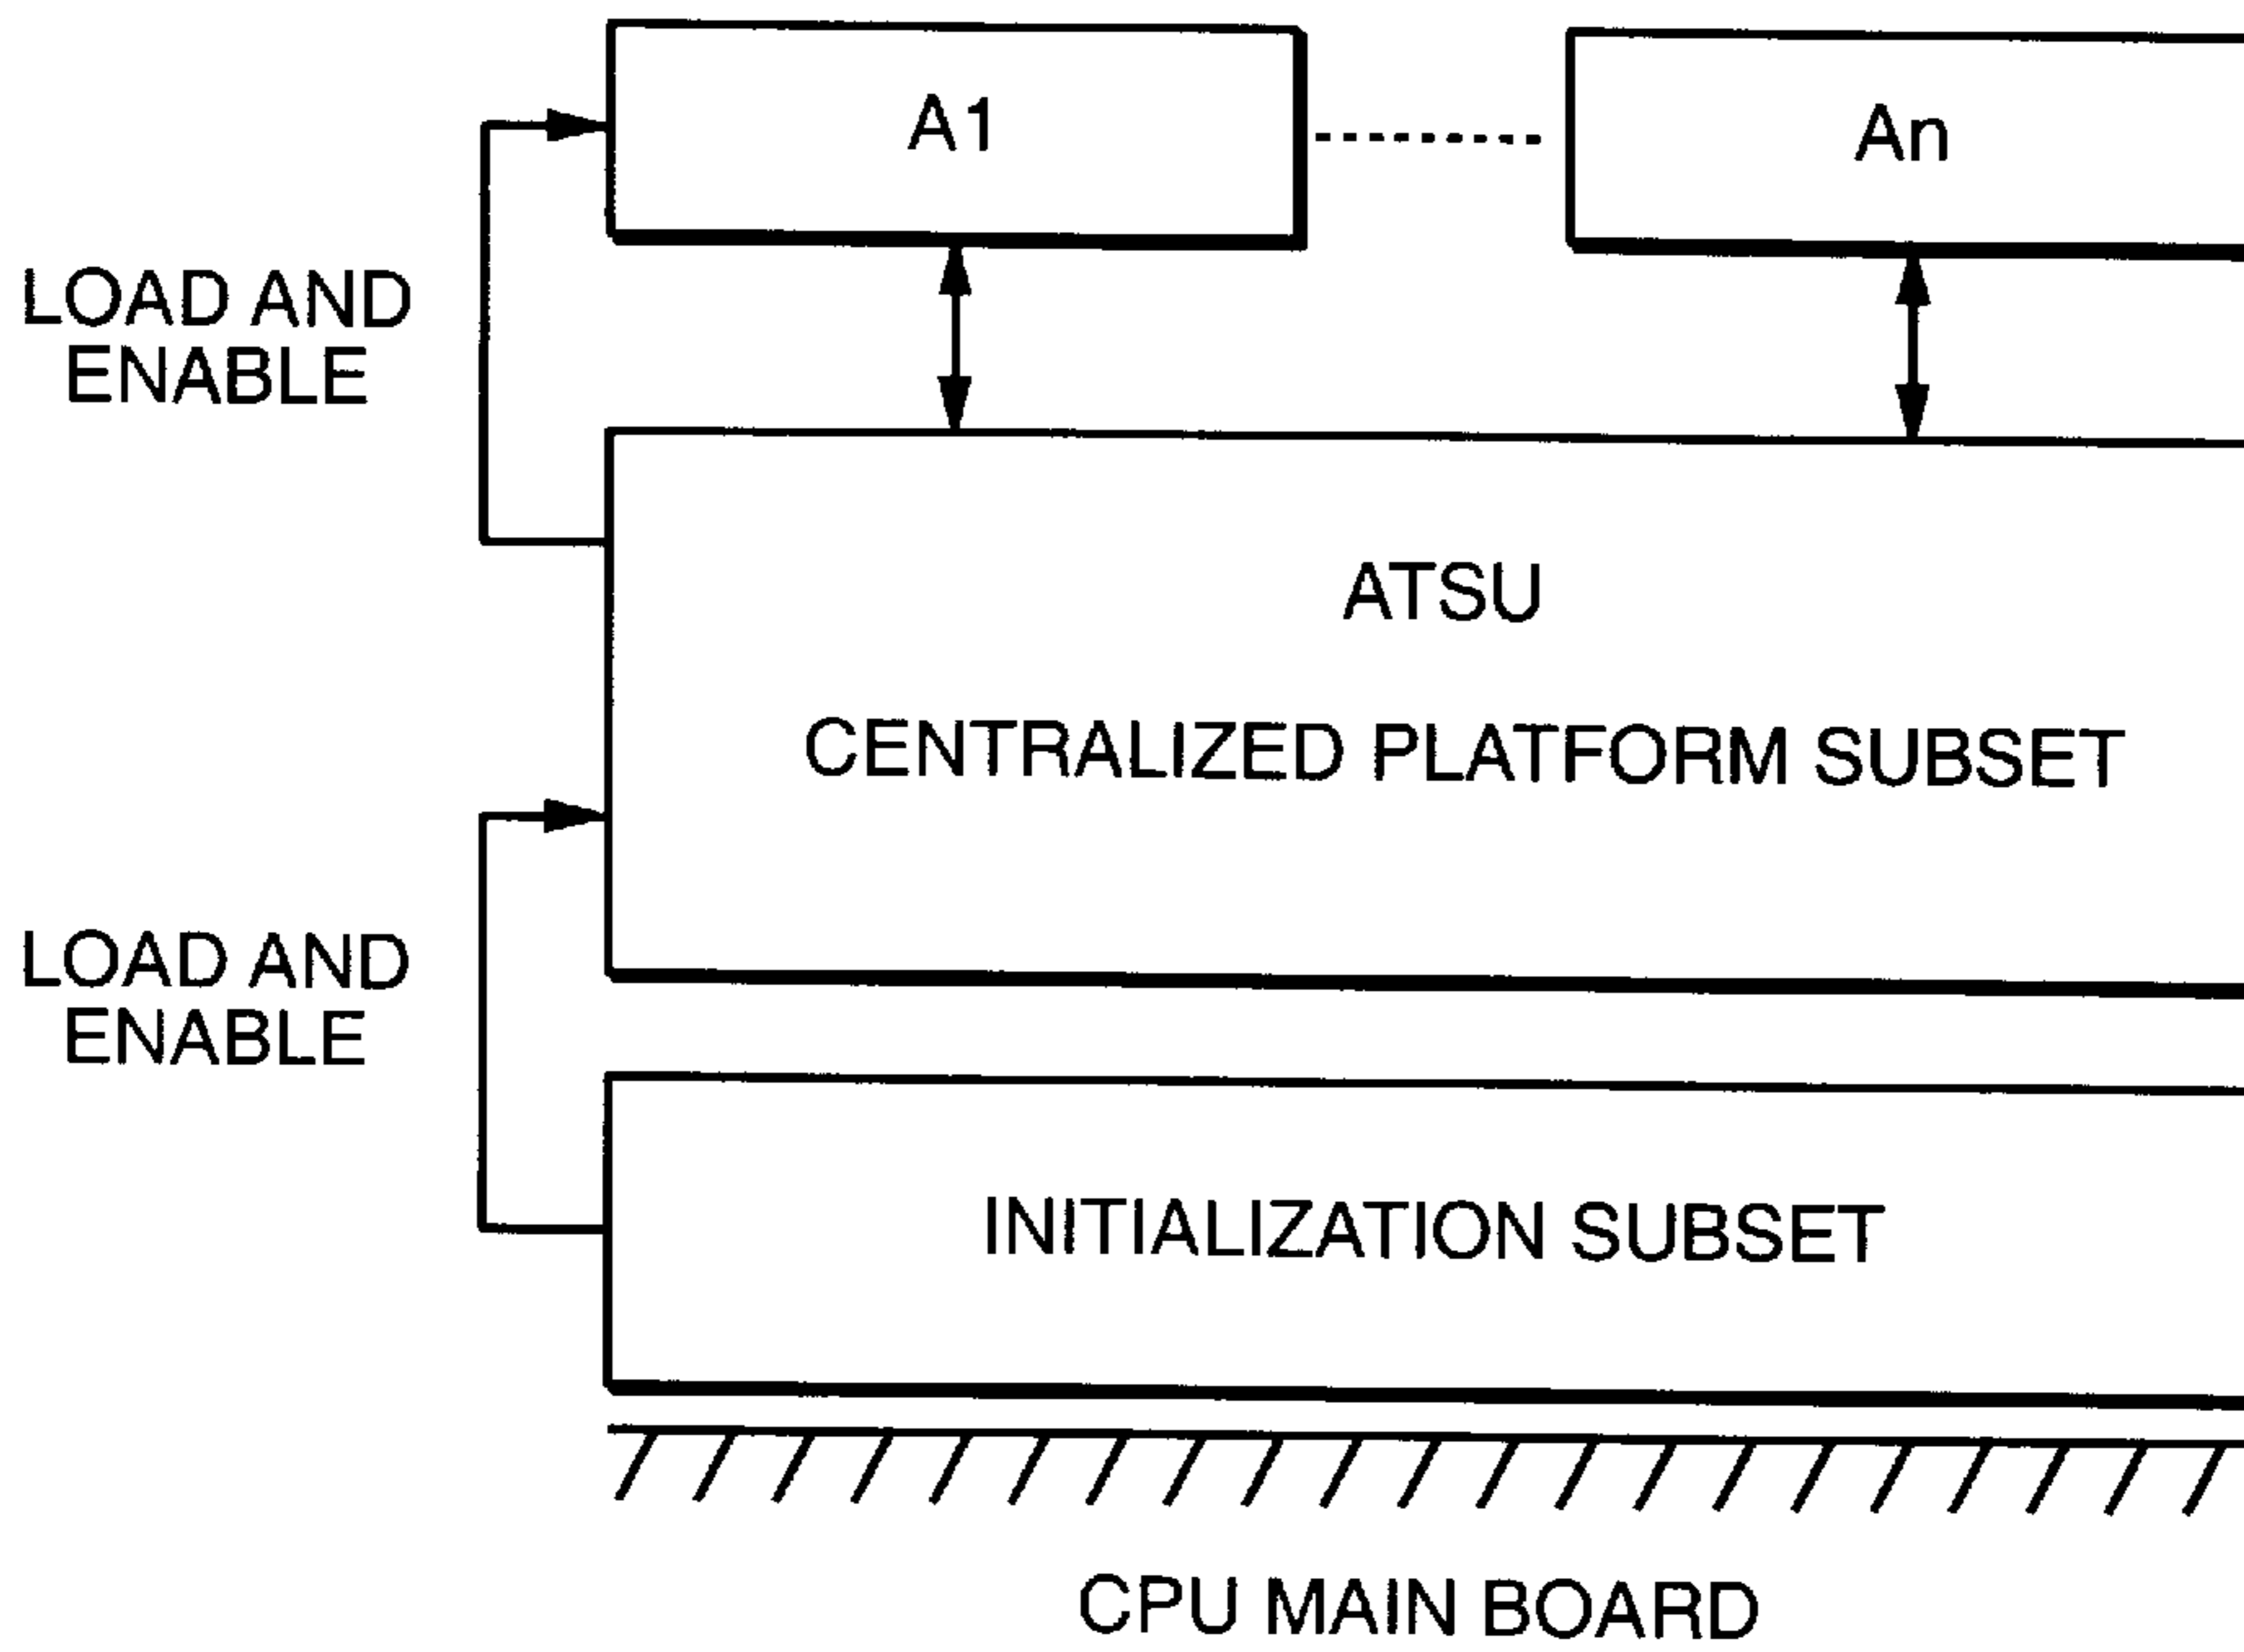 A1
An
LOAD AND
ENABLE
ATSU
CENTRALIZED PLATFORM SUBSET
LOAD AND
ENABLE
INITIALIZATION SUBSET
CPU MAIN BOARD